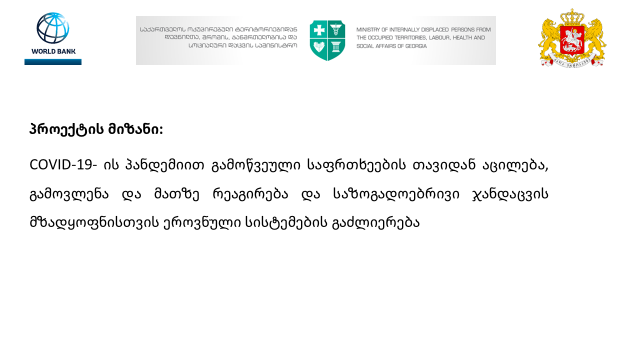 WORLD BANK
საქართველოს ოკუპირებული ტერიტორიებიდან
დევნილთა, შრომის, ჯანმრთელობისა და
სოციალური დაცვის სამინისტრო
MINISTRY OF INTERNALLY DISPLACED PERSONS FROM
THE OCCUPIED TERRITORIES, LABOUR, HEALTH AND
SOCIAL AFFAIRS OF GEORGIA
პროექტის მიზანი:
COVID-19- ის პანდემიით გამოწვეული საფრთხეების თავიდან აცილება,
გამოვლენა და მათზე რეაგირება და საზოგადოებრივი ჯანდაცვის
მზადყოფნისთვის ეროვნული სისტემების გაძლიერება